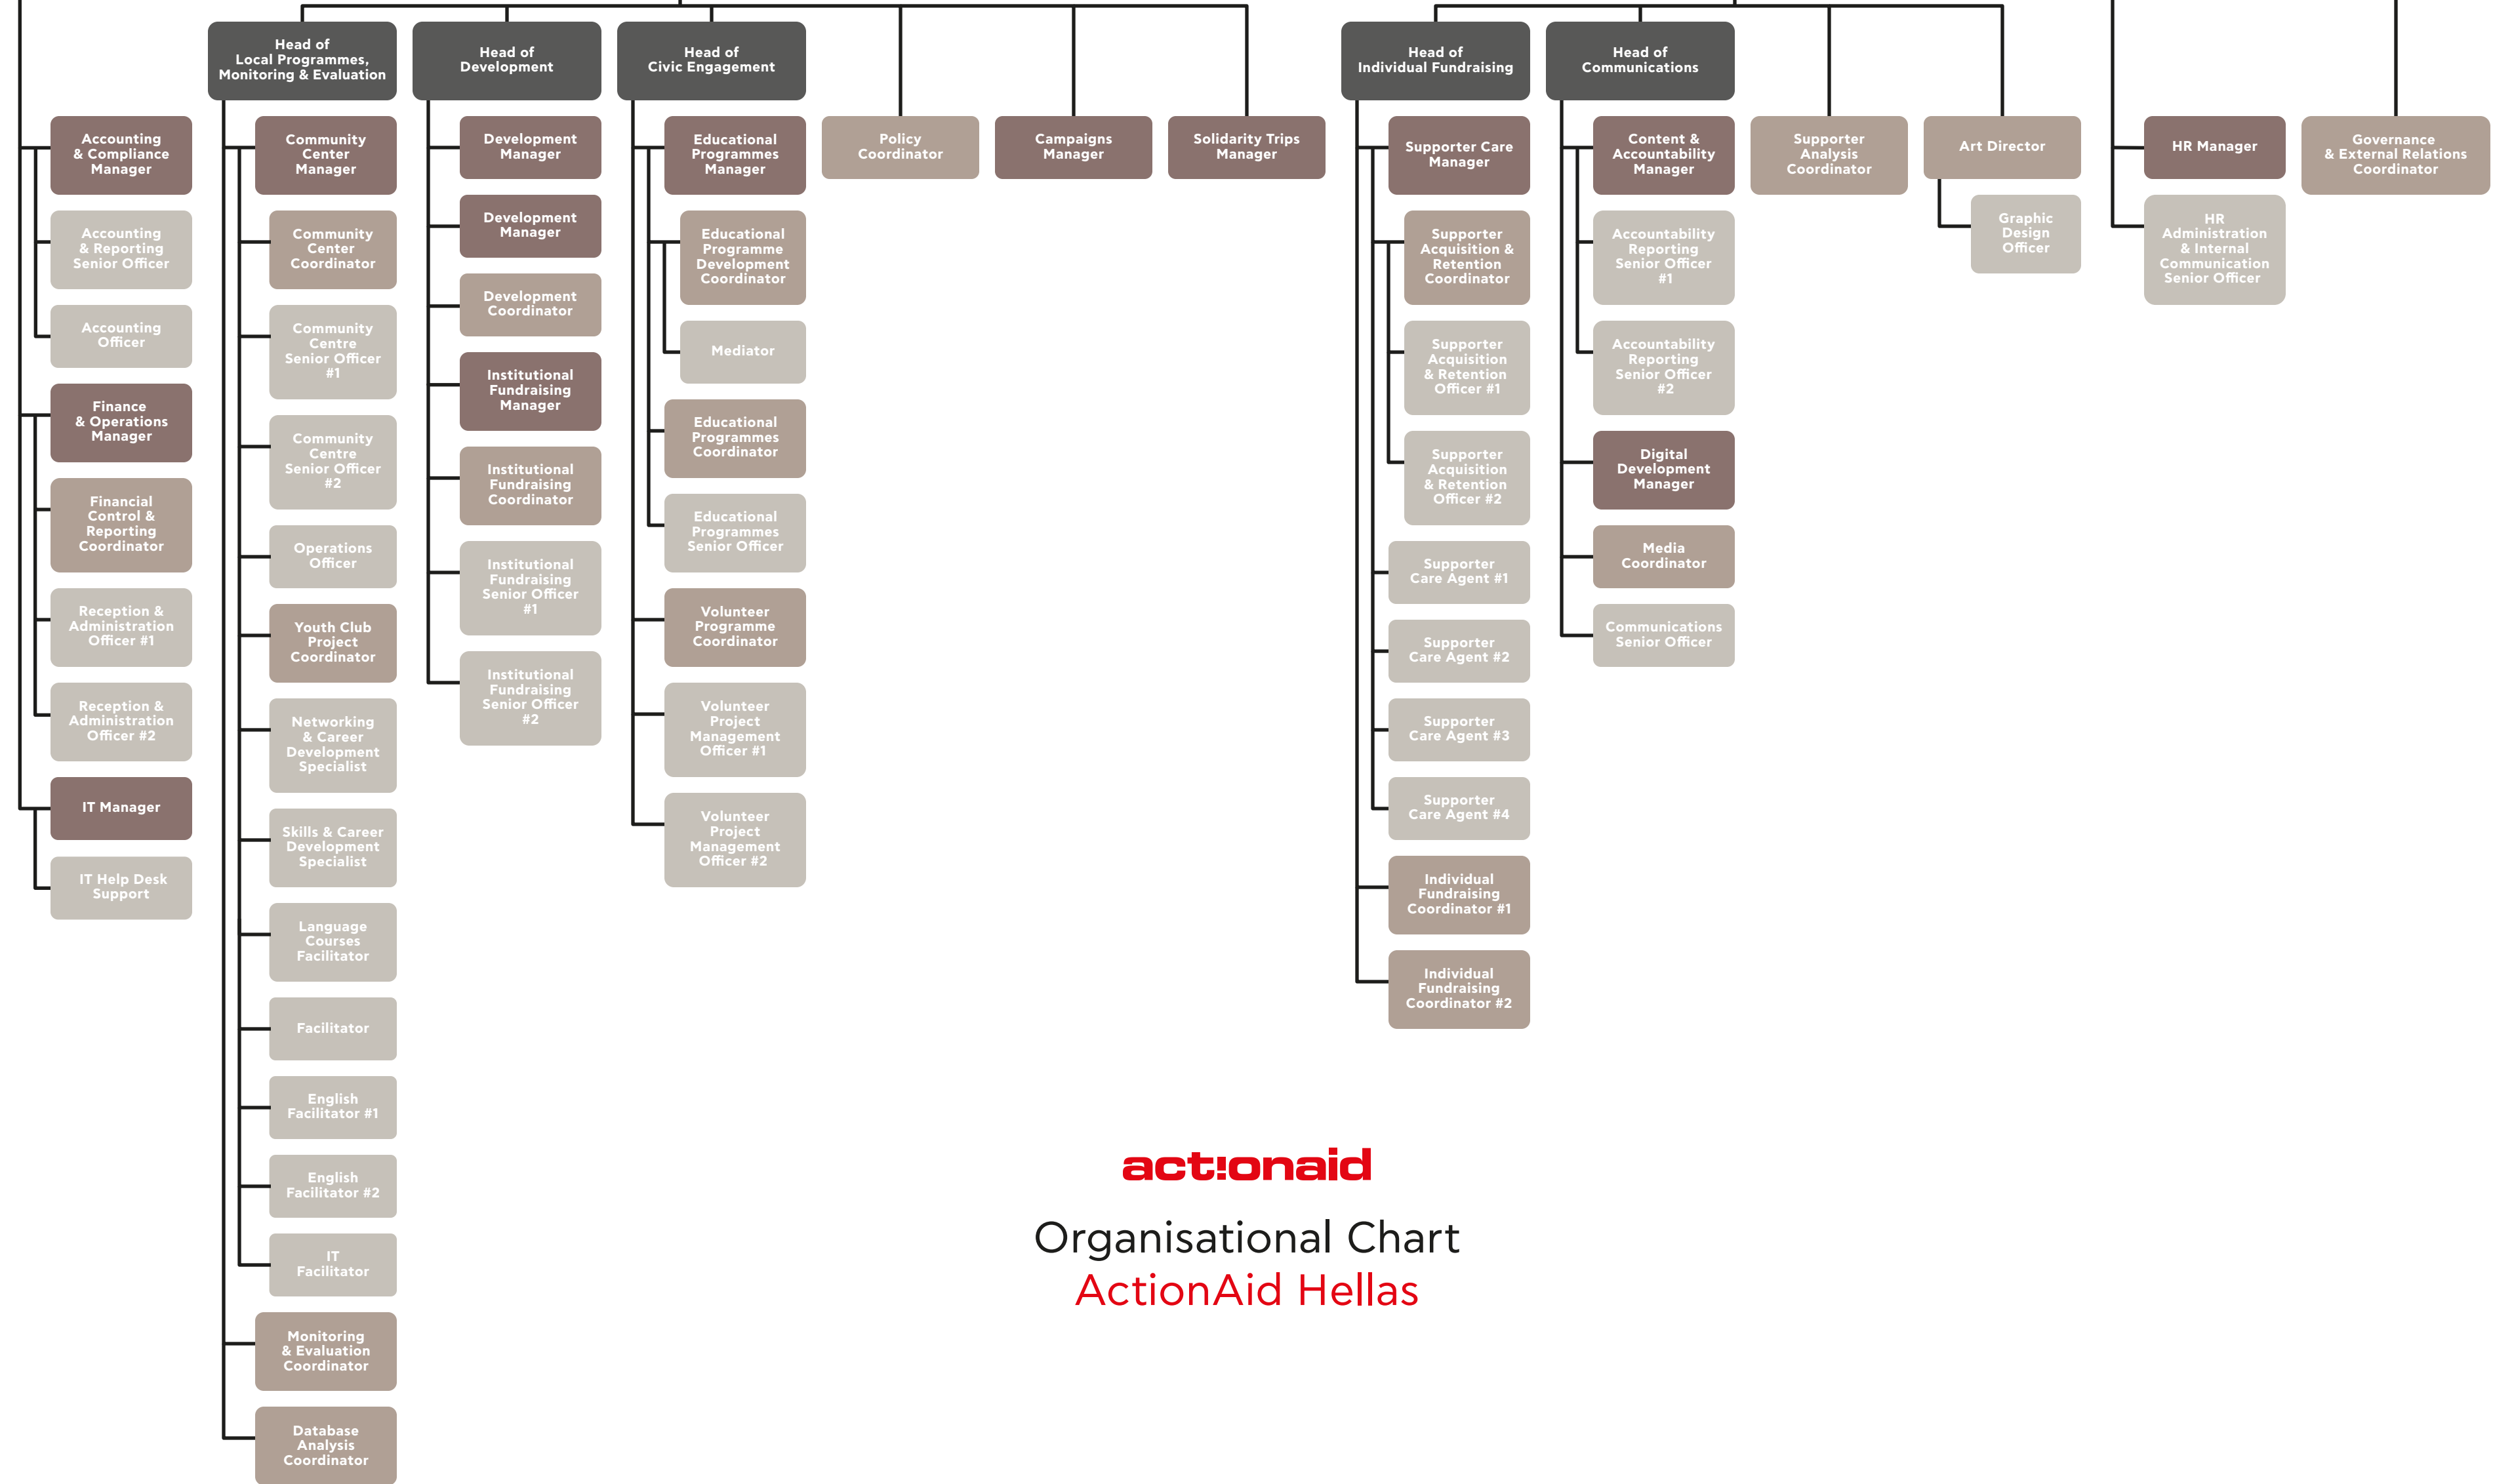 Head of
Local Programmes,
Monitoring & Evaluation
Head of
Development
Head of
Civic Engagement
Head of
Individual Fundraising
Head of
Communications
Accounting
& Compliance
Manager
Accounting
& Reporting
Senior Officer
Accounting
Officer
Finance
& Operations
Manager
Financial
Control &
Reporting
Coordinator
Reception &
Administration
Officer #1
Reception &
Administration
Officer #2
IT Manager
IT Help Desk
Support
Community
Center
Manager
Community
Center
Coordinator
Community
Centre
Senior Officer
#1
Community
Centre
Senior Officer
#2
Operations
Officer
Youth Club
Project
Coordinator
Networking
& Career
Development
Specialist
Skills & Career
Development
Specialist
Language
Courses
Facilitator
Facilitator
English
Facilitator #1
English
Facilitator #2
IT
Facilitator
Monitoring
& Evaluation
Coordinator
Database
Analysis
Coordinator
Development
Manager
Development
Manager
Development
Coordinator
Institutional
Fundraising
Manager
Institutional
Fundraising
Coordinator
Institutional
Fundraising
Senior Officer
#1
Institutional
Fundraising
Senior Officer
#2
Educational
Programmes
Manager
Educational
Programme
Development
Coordinator
Mediator
Educational
Programmes
Coordinator
Educational
Programmes
Senior Officer
Volunteer
Programme
Coordinator
Volunteer
Project
Management
Officer #1
Volunteer
Project
Management
Officer #2
Policy
Coordinator
Campaigns
Manager
Solidarity Trips
Manager
Supporter Care
Manager
Supporter
Acquisition &
Retention
Coordinator
Supporter
Acquisition
& Retention
Officer #1
Supporter
Acquisition
& Retention
Officer #2
Supporter
Care Agent #1
Supporter
Care Agent #2
Supporter
Care Agent #3
Supporter
Care Agent #4
Individual
Fundraising
Coordinator #1
Individual
Fundraising
Coordinator #2
Content &
Accountability
Manager
Accountability
Reporting
Senior Officer
#1
Accountability
Reporting
Senior Officer
#2
Digital
Development
Manager
Media
Coordinator
Communications
Senior Officer
Supporter
Analysis
Coordinator
Art Director
Graphic
Design
Officer
HR Manager
HR
Administration
& Internal
Communication
Senior Officer
Governance
& External Relations
Coordinator
act!onaid
Organisational Chart
ActionAid Hellas